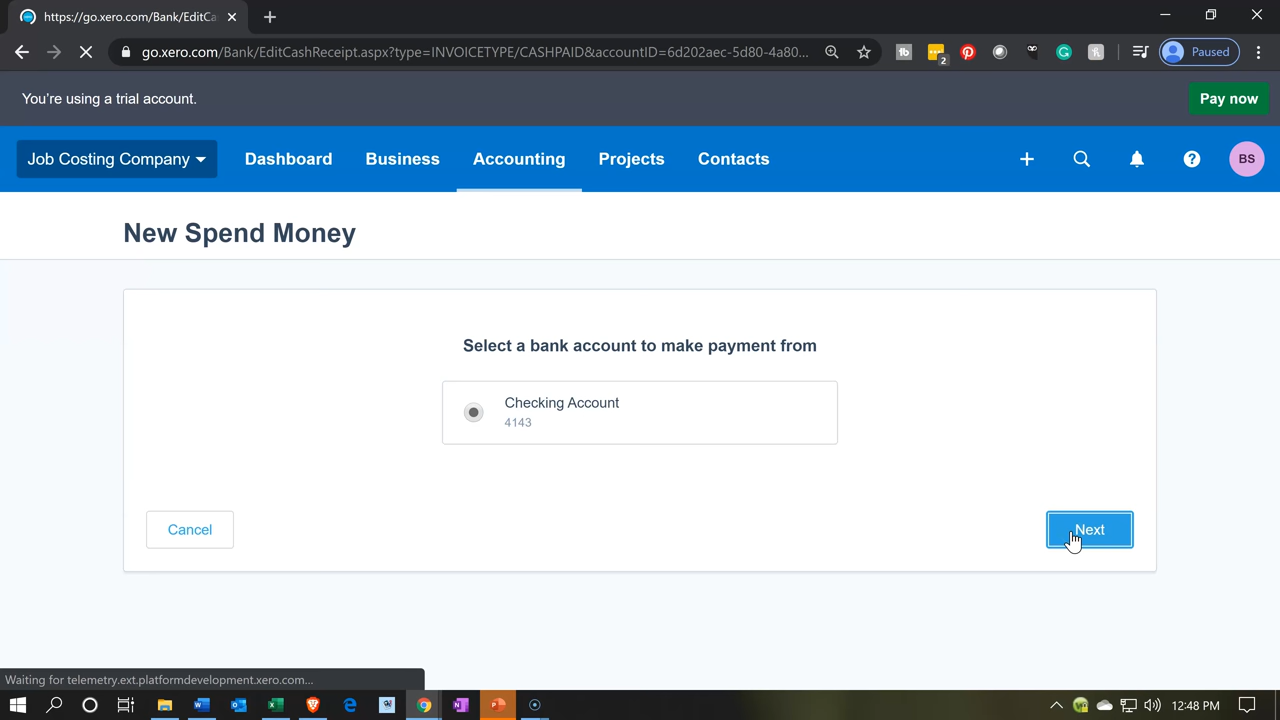 https://go.xero.com/Bank/EditCa
go.xero.com/Bank/EditCashReceipt.aspx?type=INVOICETYPE/CASHPAID&accountID=6d202aec-5d80-4a80...
2
Paused
You're using a trial account.
Pay now
Job Costing Company
Dashboard
Business
Accounting
Projects
Contacts
BS
New Spend Money
Select a bank account to make payment from
Checking Account
4143
Cancel
Next
Waiting for telemetry.ext.platformdevelopment.xero.com...
12:48 PM